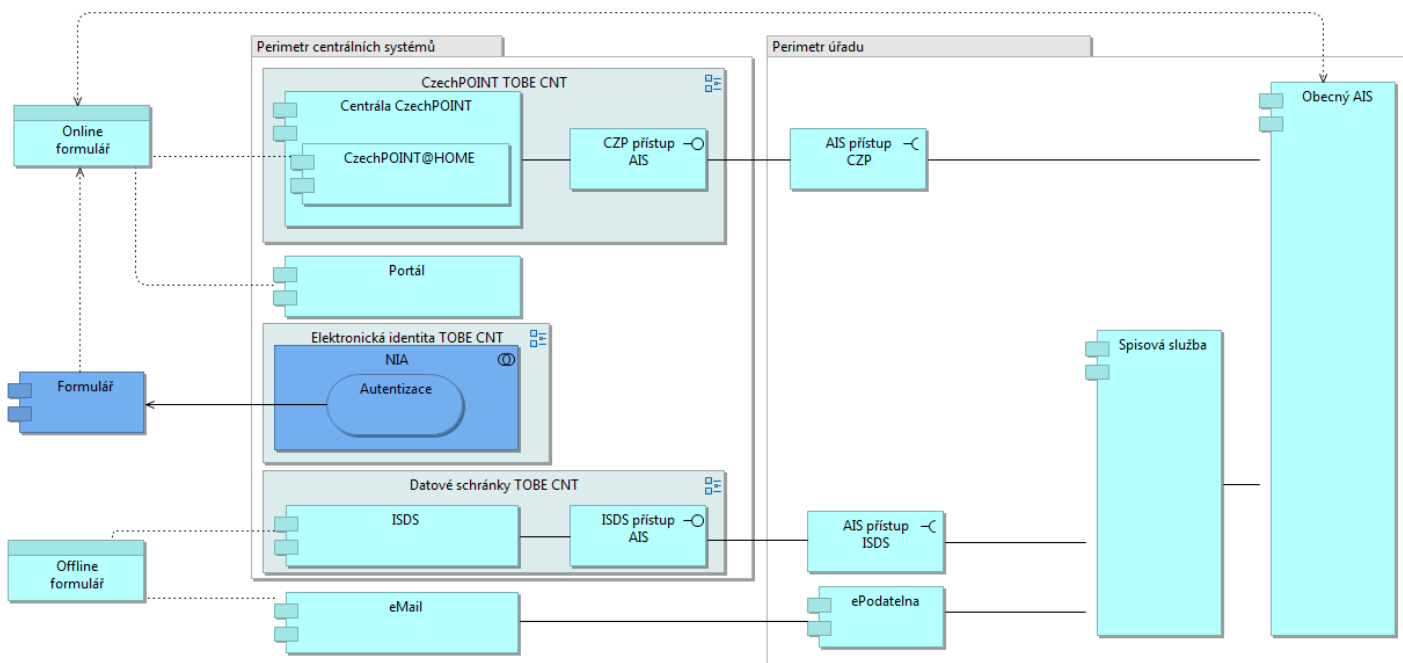 Perimetr centrálních systémů
Perimetr úřadu
CzechPOINT TOBE CNT
Centrála CzechPOINT
CzechPOINT@HOME
CZP přístup
AIS
AIS přístup
CZP
Obecný AIS
Online
formulář
Portál
Elektronická identita TOBE CNT
NIA
Autentizace
Formulář
Spisová služba
Datové schránky TOBE CNT
ISDS
ISDS přístup
AIS
AIS přístup
ISDS
Offline
formulář
eMail
ePodatelna